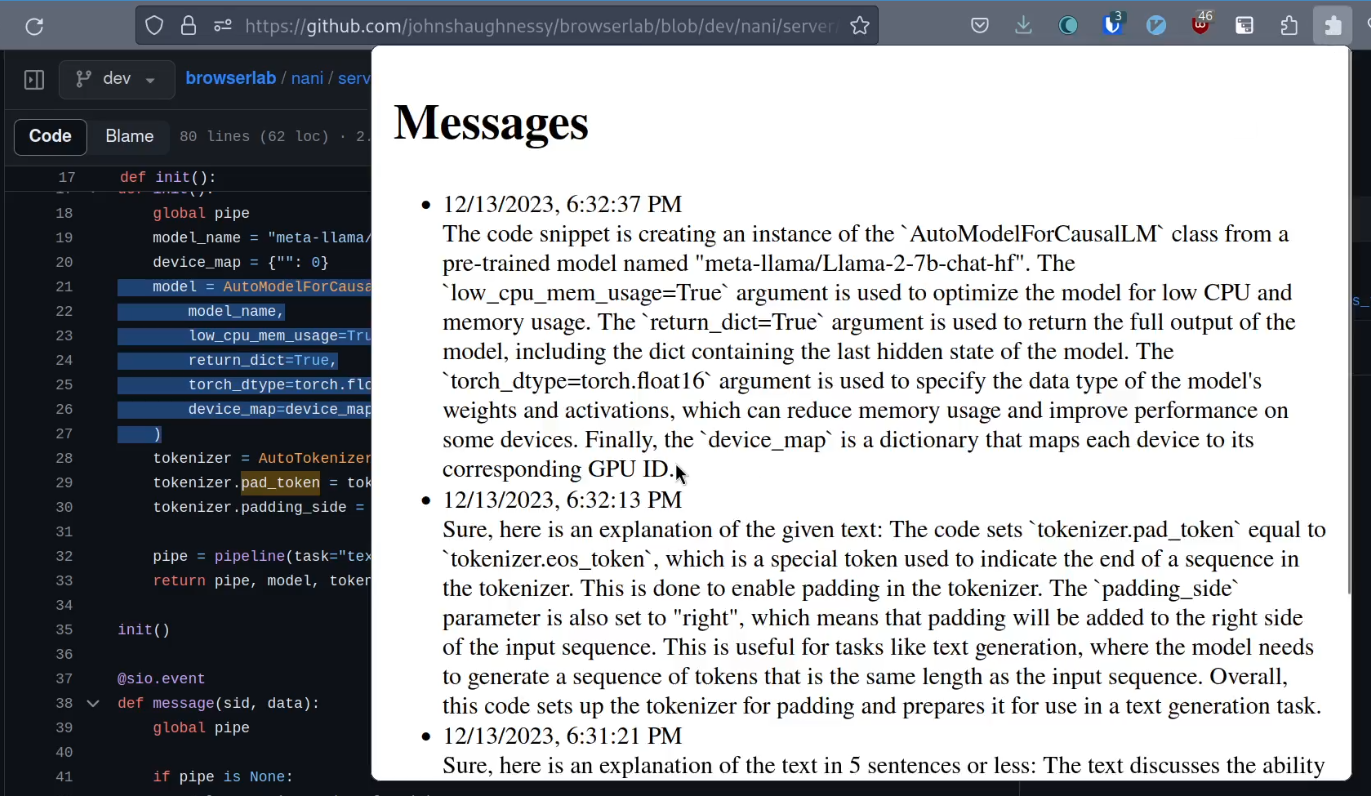 https://github.com/johnshaughnessy/browserlab/blob/dev/nani/server/
3
46
dev
browserlab / nani / serv
Code
Blame
80 lines (62 loc) · 2.
17 def init():
18 global pipe
19 model_name = "meta-llama/
20 device_map = {"": 0}
21 model = AutoModelForCausa
22 model_name,
23 low_cpu_mem_usage=Tru
24 return_dict=True,
25 torch_dtype=torch.flo
26 device_map=device_map
27 )
28 tokenizer = AutoTokenizer
29 tokenizer.pad_token = tok
30 tokenizer.padding_side =
31
32 pipe = pipeline(task="tex
33 return pipe, model, token
34
35 init()
36
37 @sio.event
38 def message(sid, data):
39 global pipe
40
41 if pipe is None:
Messages
• 12/13/2023, 6:32:37 PM
The code snippet is creating an instance of the `AutoModelForCausalLM` class from a
pre-trained model named "meta-llama/Llama-2-7b-chat-hf". The
`low_cpu_mem_usage=True` argument is used to optimize the model for low CPU and
memory usage. The `return_dict=True` argument is used to return the full output of the
model, including the dict containing the last hidden state of the model. The
`torch_dtype=torch.float16` argument is used to specify the data type of the model's
weights and activations, which can reduce memory usage and improve performance on
some devices. Finally, the `device_map` is a dictionary that maps each device to its
corresponding GPU ID.
• 12/13/2023, 6:32:13 PM
Sure, here is an explanation of the given text: The code sets `tokenizer.pad_token` equal to
`tokenizer.eos_token`, which is a special token used to indicate the end of a sequence in
the tokenizer. This is done to enable padding in the tokenizer. The `padding_side`
parameter is also set to "right", which means that padding will be added to the right side
of the input sequence. This is useful for tasks like text generation, where the model needs
to generate a sequence of tokens that is the same length as the input sequence. Overall,
this code sets up the tokenizer for padding and prepares it for use in a text generation task.
• 12/13/2023, 6:31:21 PM
Sure, here is an explanation of the text in 5 sentences or less: The text discusses the ability